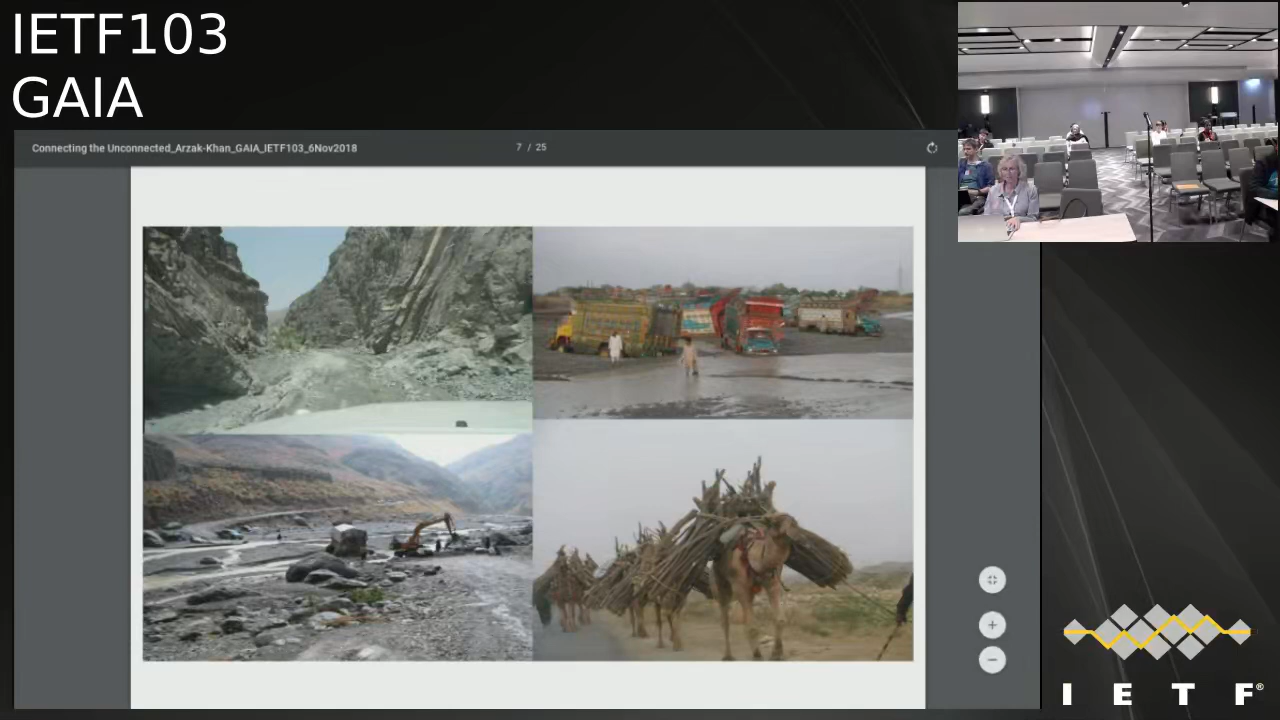 IETF103
GAIA
Connecting the Unconnected_Arzak-Khan_GAIA_IETF103_6Nov2018
7 / 25
I E T F®